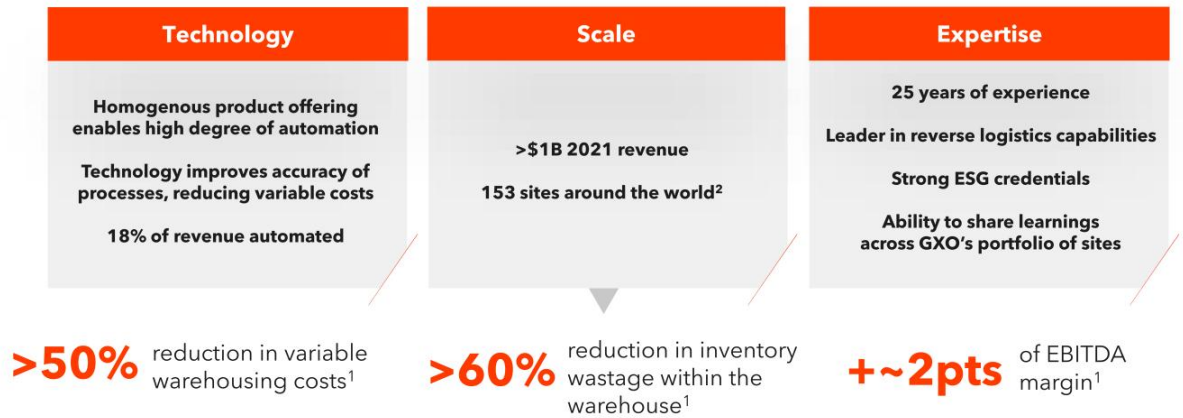 Technology
Homogenous product offering
enables high degree of automation
Technology improves accuracy of
processes, reducing variable costs
18% of revenue automated
Scale
>$1B 2021 revenue
153 sites around the world²
Expertise
25 years of experience
Leader in reverse logistics capabilities
Strong ESG credentials
Ability to share learnings
across GXO’s portfolio of sites
>50%
reduction in variable
warehousing costs¹
>60%
reduction in inventory
wastage within the
warehouse¹
+~2pts
of EBITDA
margin¹